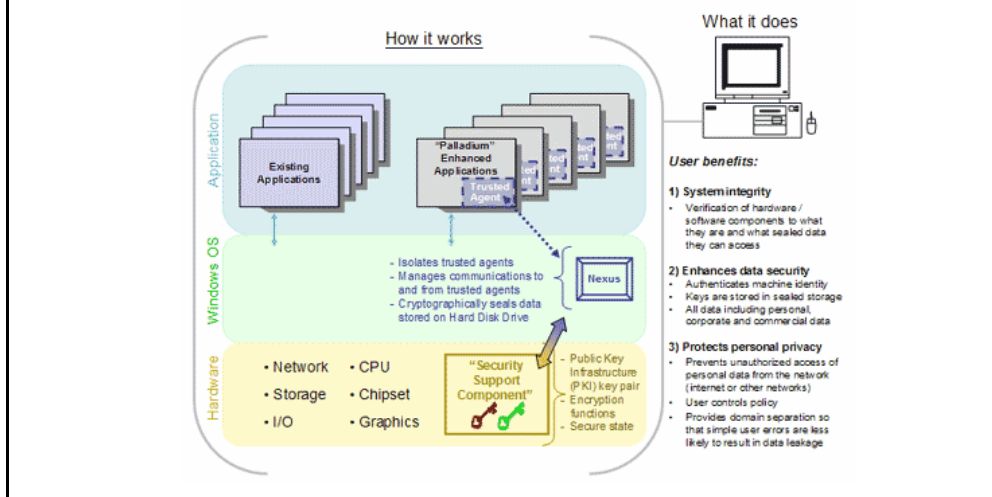 How it works
What it does
Application
Existing
Applications
"Palladium"
Enhanced
Applications
Trusted
Agent
Windows OS
- Isolates trusted agents
- Manages communications to
and from trusted agents
- Cryptographically seals data
stored on Hard Disk Drive
Nexus
Hardware
• Network
• Storage
• I/O
• CPU
• Chipset
• Graphics
"Security
Support
Component"
- Public Key
Infrastructure
(PKI) key pair
- Encryption
functions
- Secure state
User benefits:
1) System integrity
• Verification of hardware /
software components to what
they are and what sealed data
they can access
2) Enhances data security
• Authenticates machine identity
• Keys are stored in sealed storage
• All data including personal,
corporate and commercial data
3) Protects personal privacy
• Prevents unauthorized access of
personal data from the network
(internet or other networks)
• User controls policy
• Provides domain separation so
that simple user errors are less
likely to result in data leakage